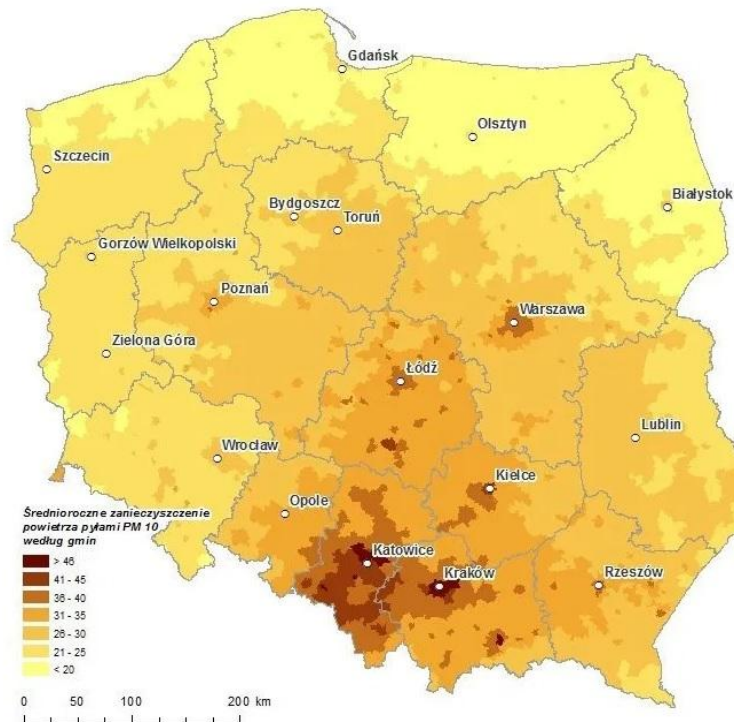 Gdańsk
Olsztyn
Szczecin
Białystok
Bydgoszcz
Toruń
Gorzów Wielkopolski
Poznań
Warszawa
Zielona Góra
Łódź
Lublin
Wrocław
Kielce
Opole
Średnioroczne zanieczyszczenie
powietrza pyłami PM 10
według gmin
> 46
41 - 45
36 - 40
31 - 35
26 - 30
21 - 25
< 20
Katowice
Kraków
Rzeszów
0 50 100 200 km